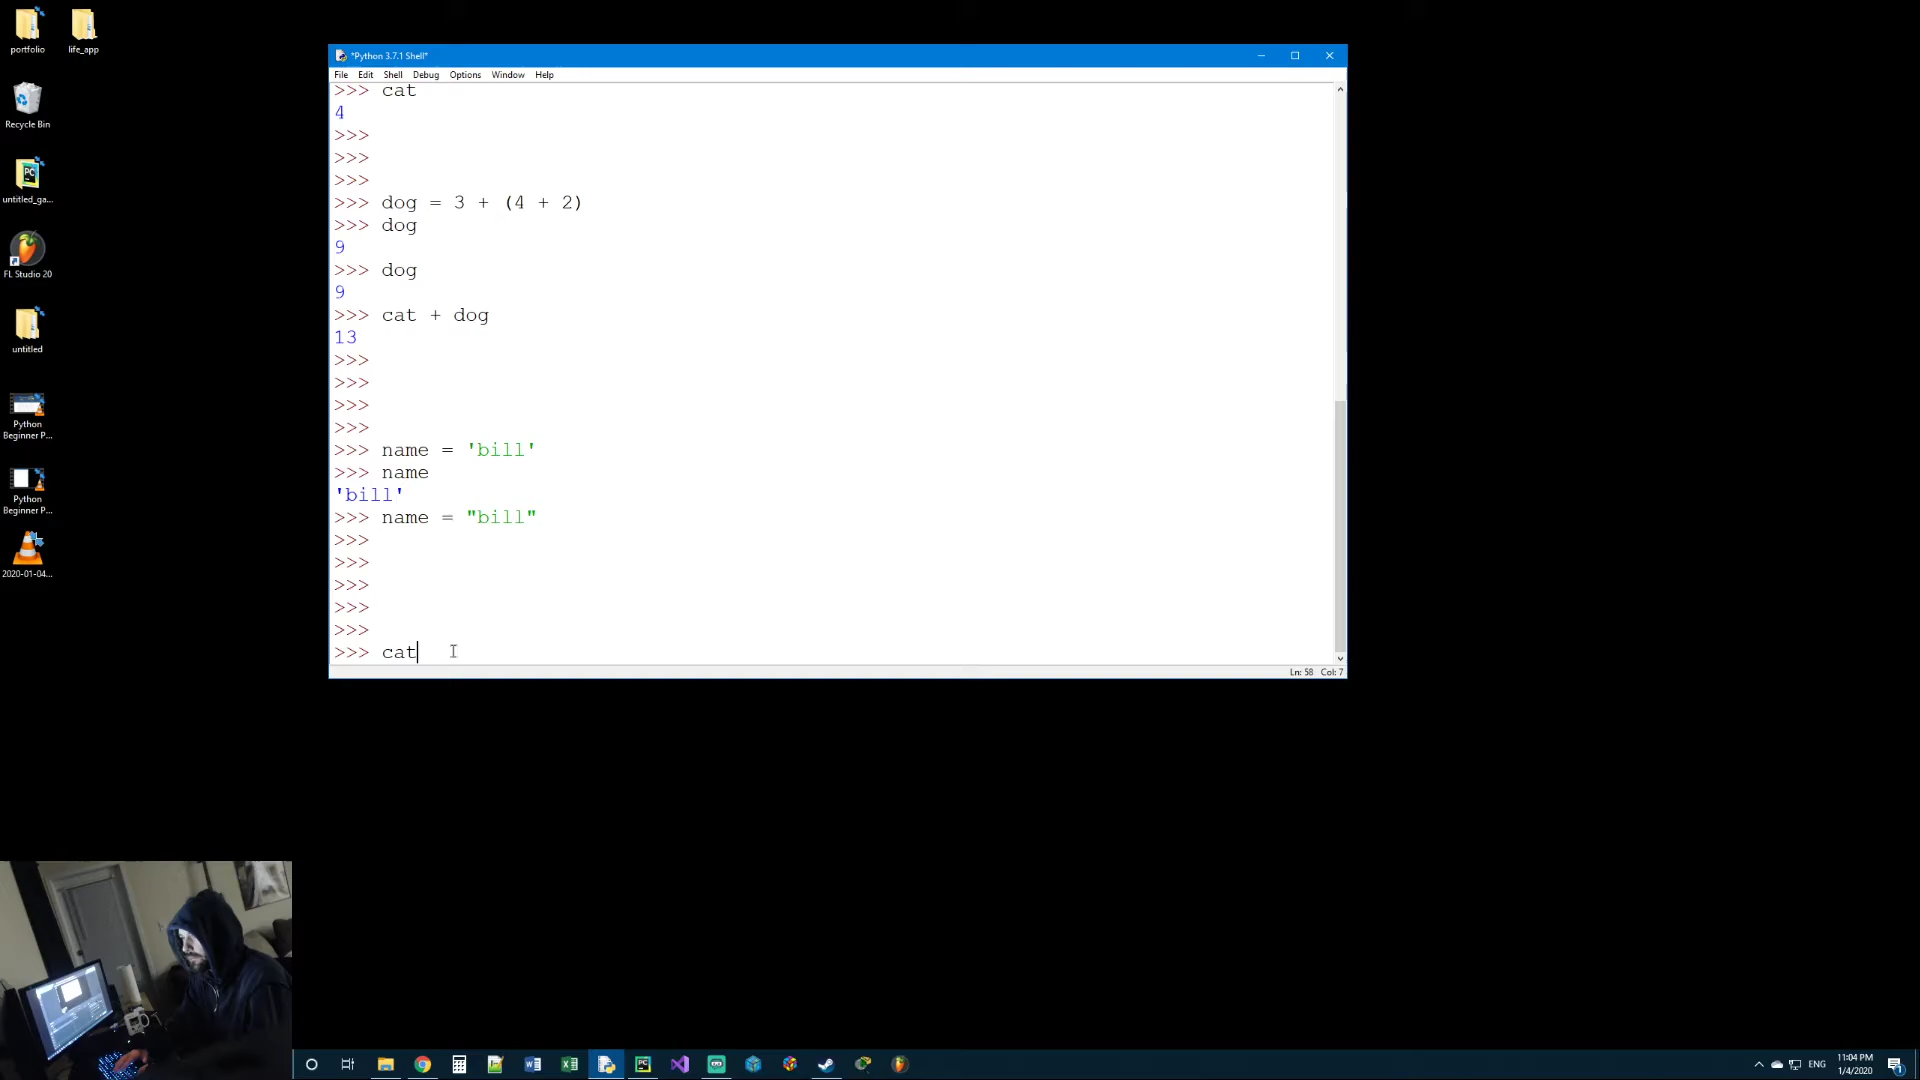 portfolio
life_app
Recycle Bin
untitled_ga...
FL Studio 20
untitled
Python
Beginner P...
Python
Beginner P...
2020-01-04...
*Python 3.7.1 Shell*
File Edit Shell Debug Options Window Help
>>> cat
4
>>>
>>>
>>>
>>> dog = 3 + (4 + 2)
>>> dog
9
>>> dog
9
>>> cat + dog
13
>>>
>>>
>>>
>>>
>>> name = 'bill'
>>> name
'bill'
>>> name = "bill"
>>>
>>>
>>>
>>>
>>>
>>> cat
Ln: 58 Col: 7
ENG
11:04 PM
1/4/2020